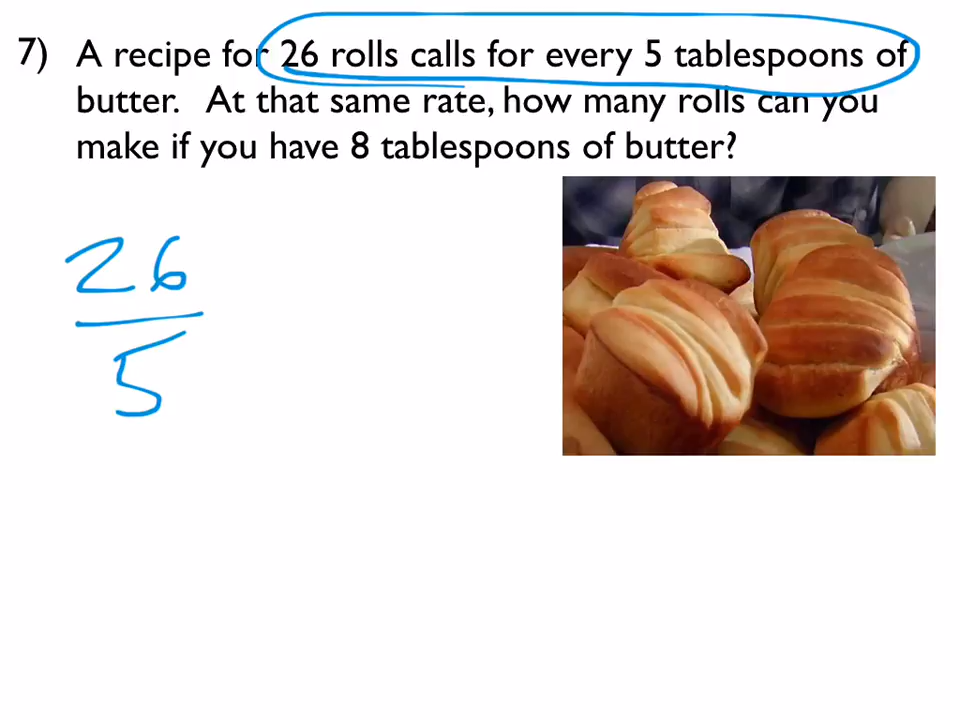 7) A recipe for 26 rolls calls for every 5 tablespoons of
butter. At that same rate, how many rolls can you
make if you have 8 tablespoons of butter?
26
5